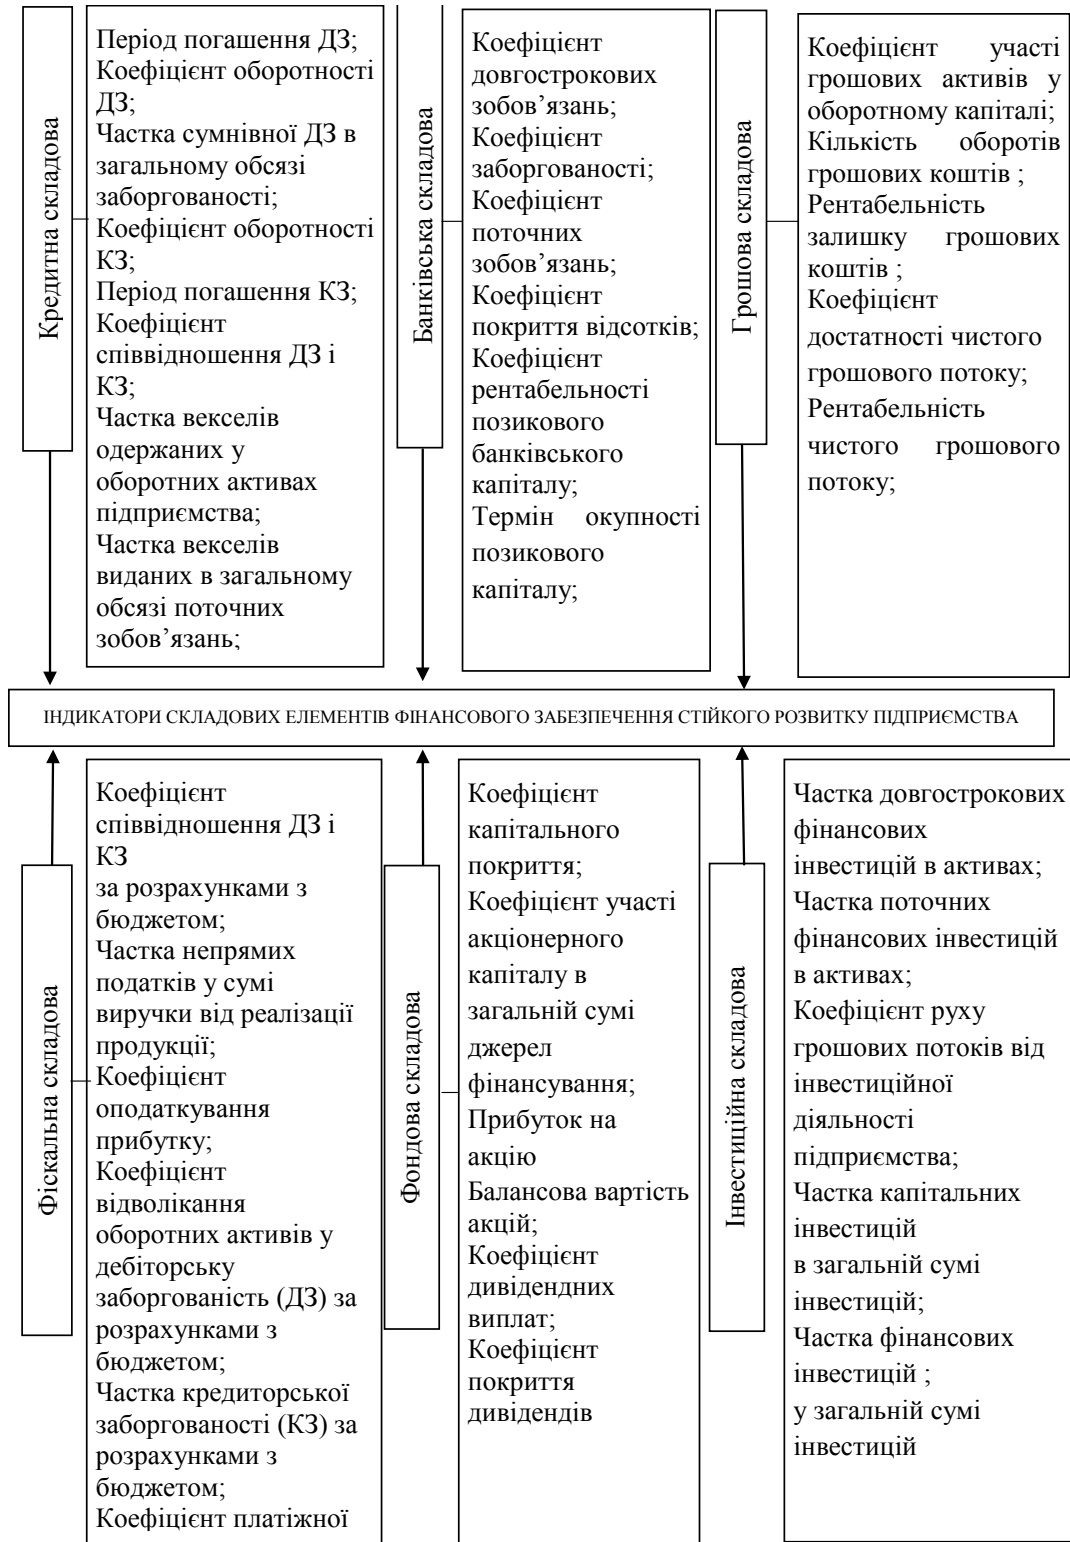 Кредитна складова
Період погашення ДЗ;
Коефіцієнт оборотності
ДЗ;
Частка сумнівної ДЗ в
загальному обсязі
заборгованості;
Коефіцієнт оборотності
КЗ;
Період погашення КЗ;
Коефіцієнт
співвідношення ДЗ і
КЗ;
Частка векселів
одержаних у
оборотних активах
підприємства;
Частка векселів
виданих в загальному
обсязі поточних
зобов’язань;
Банківська складова
Коефіцієнт
довгострокових
зобов’язань;
Коефіцієнт
заборгованості;
Коефіцієнт
поточних
зобов’язань;
Коефіцієнт
покриття відсотків;
Коефіцієнт
рентабельності
позикового
банківського
капіталу;
Термін окупності
позикового
капіталу;
Грошова складова
Коефіцієнт участі
грошових активів у
оборотному капіталі;
Кількість оборотів
грошових коштів ;
Рентабельність
залишку грошових
коштів ;
Коефіцієнт
достатності чистого
грошового потоку;
Рентабельність
чистого грошового
потоку;
ІНДИКАТОРИ СКЛАДОВИХ ЕЛЕМЕНТІВ ФІНАНСОВОГО ЗАБЕЗПЕЧЕННЯ СТІЙКОГО РОЗВИТКУ ПІДПРИЄМСТВА
Фіскальна складова
Коефіцієнт
співвідношення ДЗ і
КЗ
за розрахунками з
бюджетом;
Частка непрямих
податків у сумі
виручки від реалізації
продукції;
Коефіцієнт
оподаткування
прибутку;
Коефіцієнт
відволікання
оборотних активів у
дебіторську
заборгованість (ДЗ) за
розрахунками з
бюджетом;
Частка кредиторської
заборгованості (КЗ) за
розрахунками з
бюджетом;
Коефіцієнт платіжної
Фондова складова
Коефіцієнт
капітального
покриття;
Коефіцієнт участі
акціонерного
капіталу в
загальній сумі
джерел
фінансування;
Прибуток на
акцію
Балансова вартість
акцій;
Коефіцієнт
дивідендних
виплат;
Коефіцієнт
покриття
дивідендів
Інвестиційна складова
Частка довгострокових
фінансових
інвестицій в активах;
Частка поточних
фінансових інвестицій
в активах;
Коефіцієнт руху
грошових потоків від
інвестиційної
діяльності
підприємства;
Частка капітальних
інвестицій
в загальній сумі
інвестицій;
Частка фінансових
інвестицій ;
у загальній сумі
інвестицій